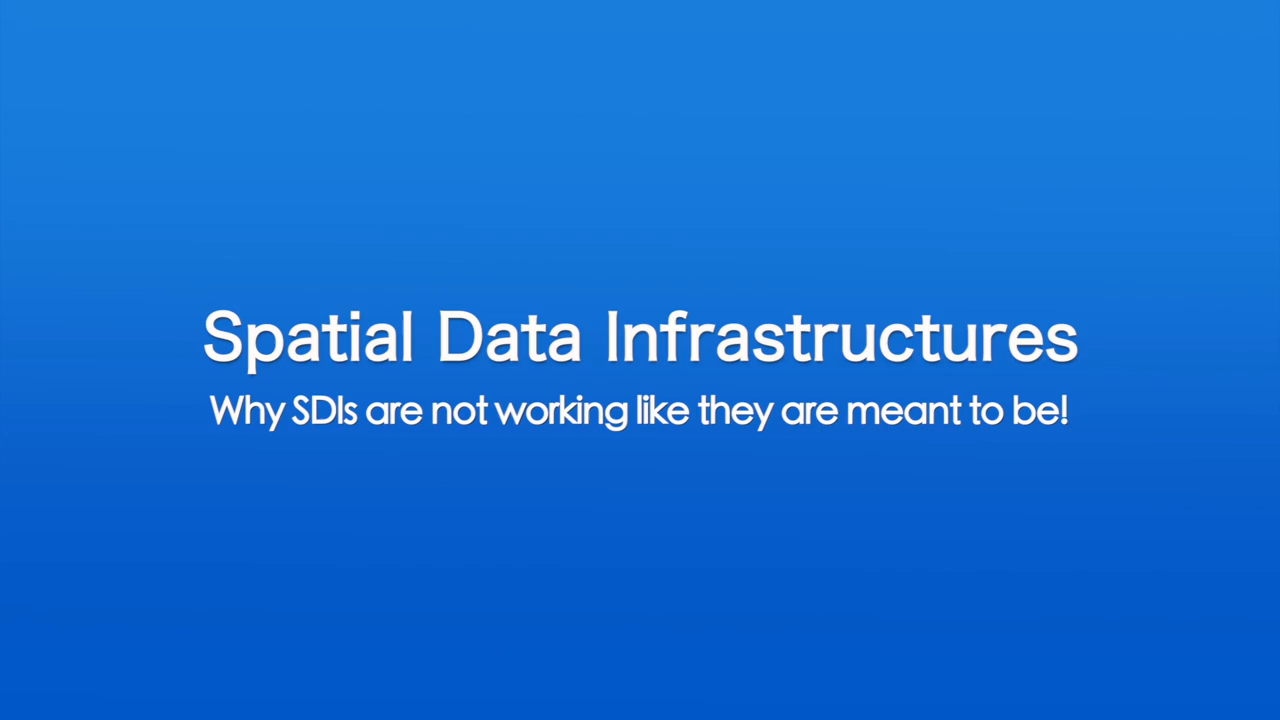 Spatial Data Infrastructures
Why SDIs are not working like they are meant to be!